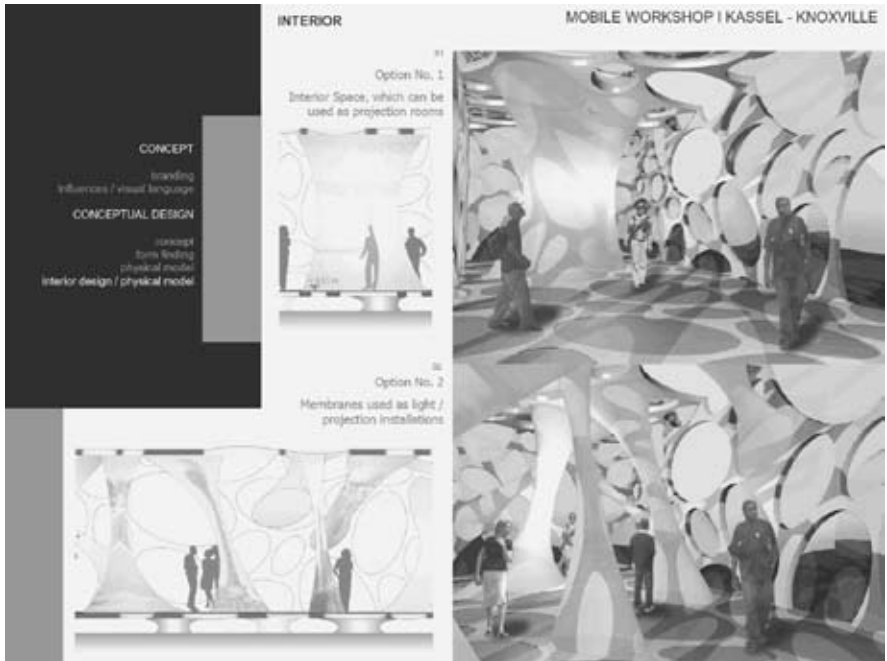 INTERIOR
MOBILE WORKSHOP I KASSEL - KNOXVILLE
Option No. 1
Interior Space, which can be
used as projection rooms
CONCEPT
branding
influences / visual language
CONCEPTUAL DESIGN
concept
form finding
physical model
interior design / physical model
Option No. 2
Membranes used as light /
projection installations